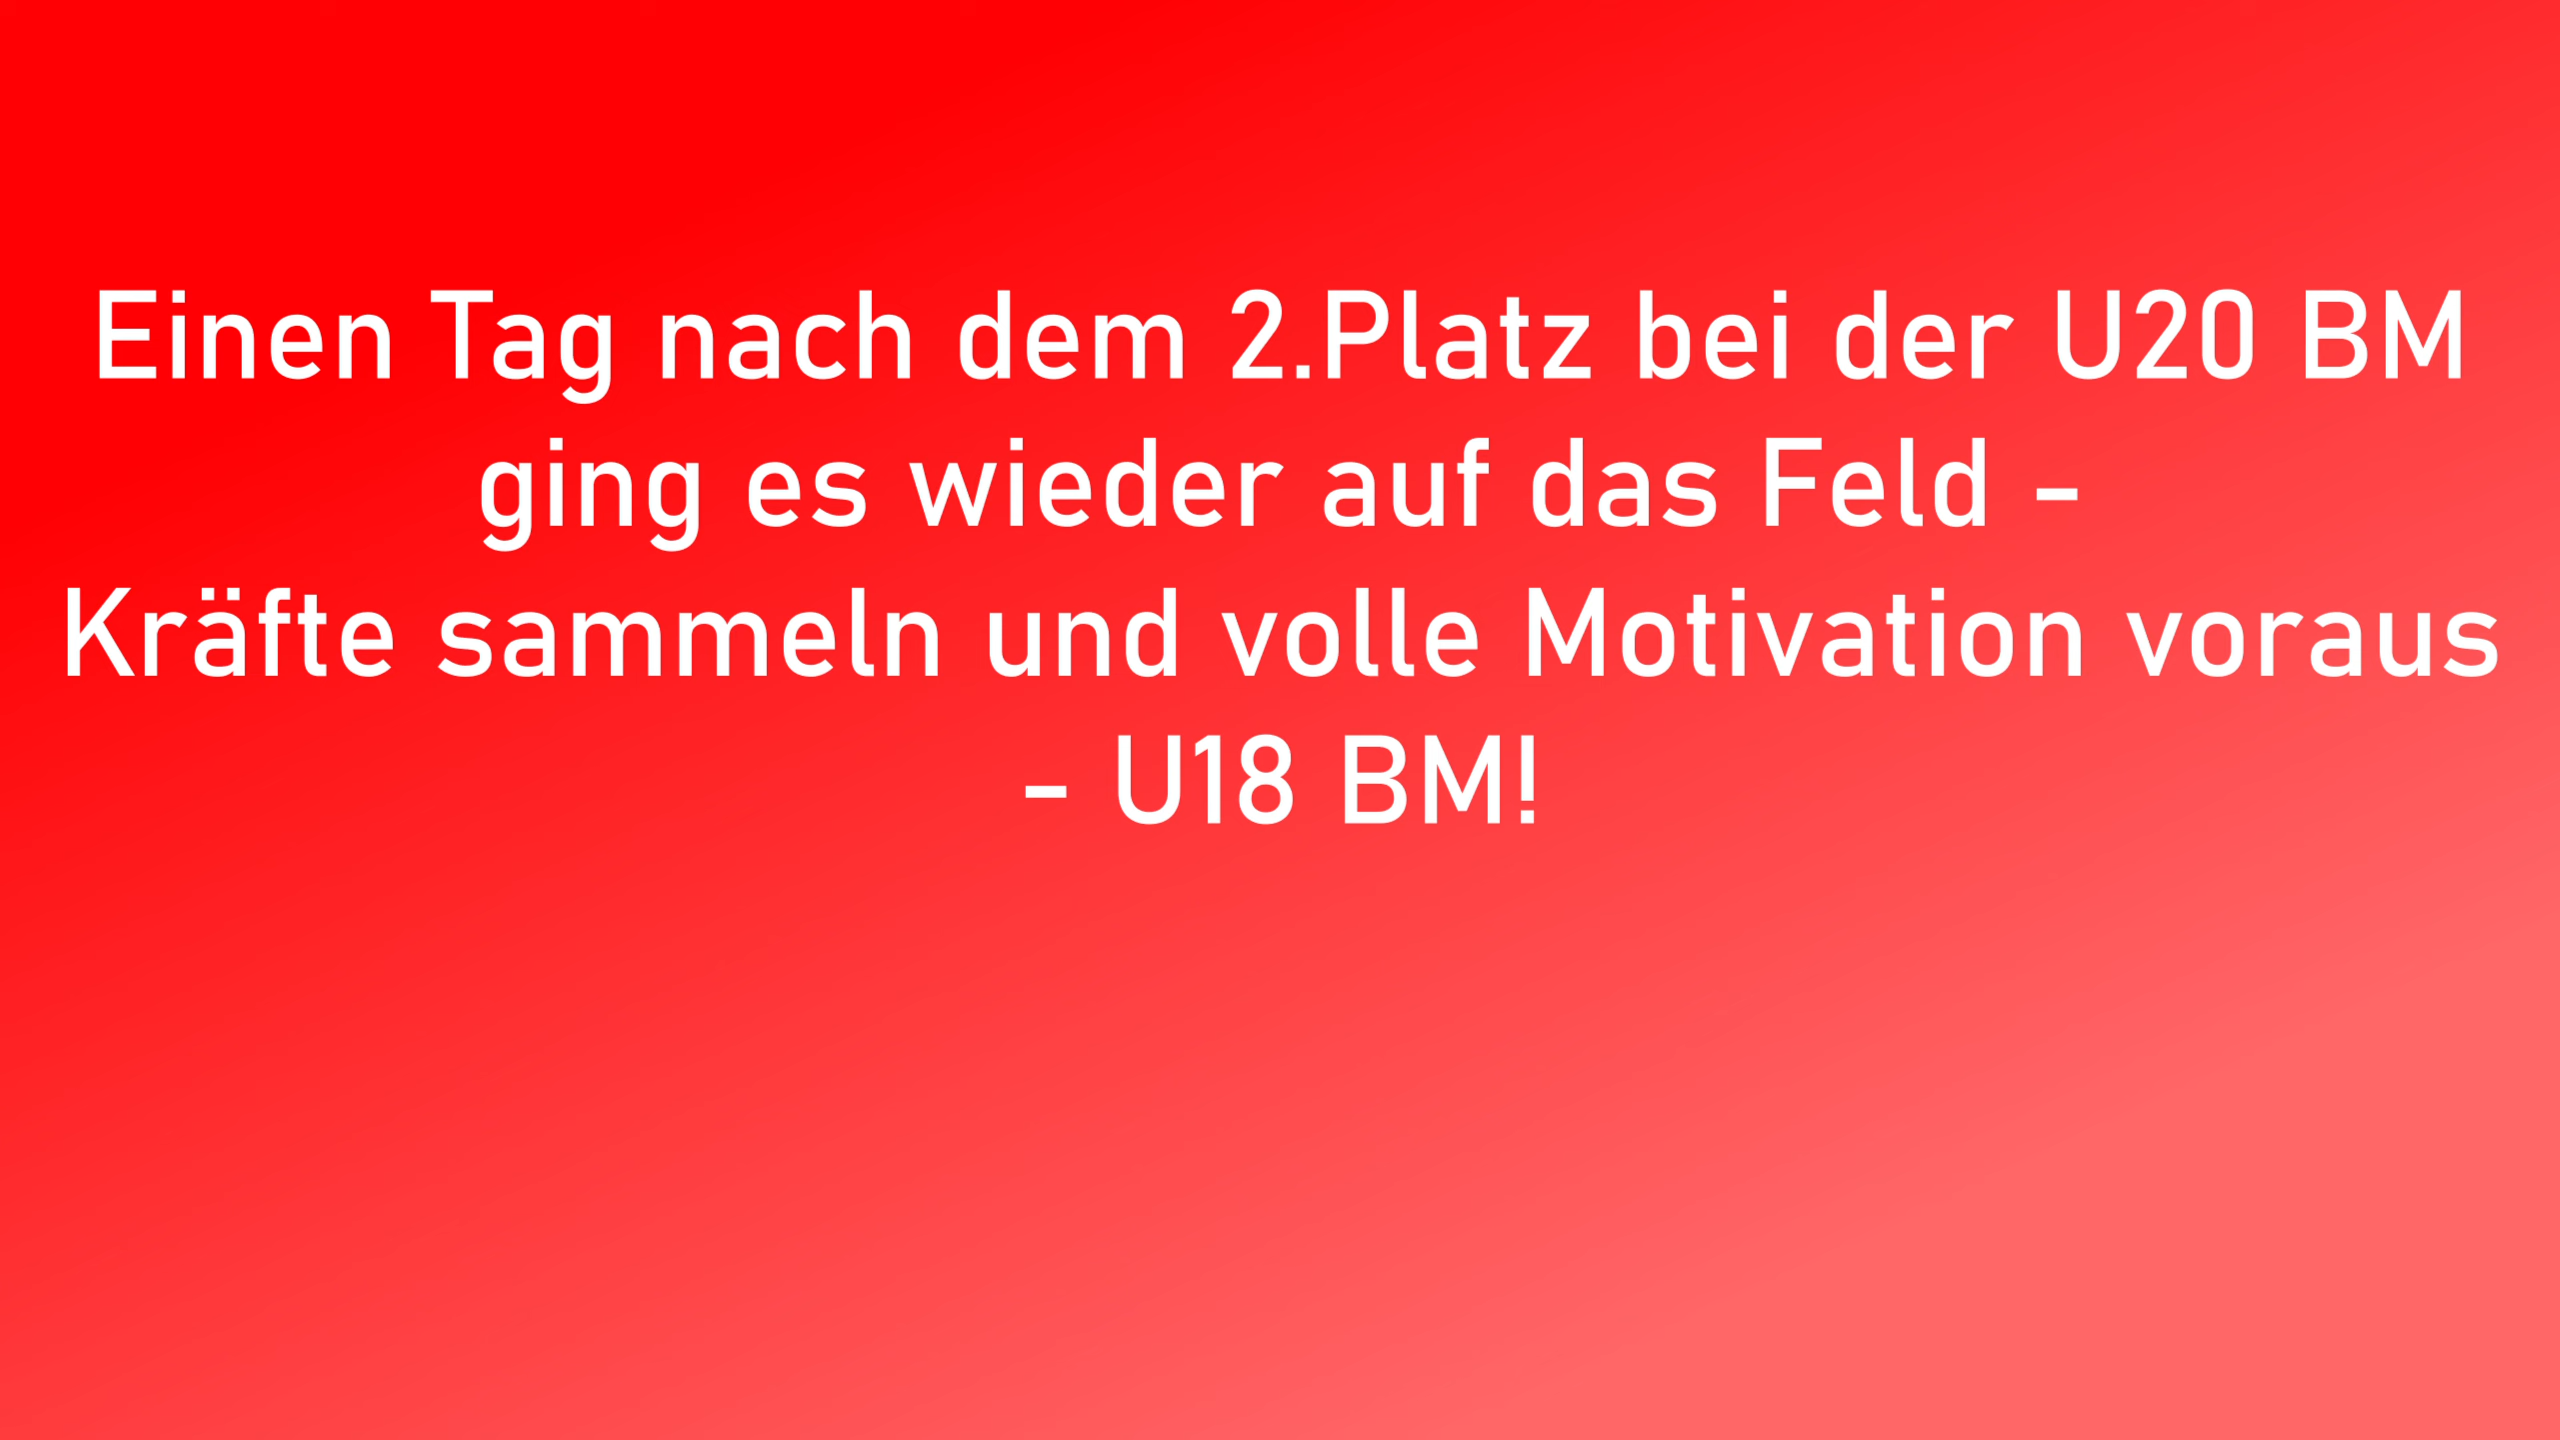 Einen Tag nach dem 2.Platz bei der U20 BM
ging es wieder auf das Feld -
Kräfte sammeln und volle Motivation voraus
- U18 BM!